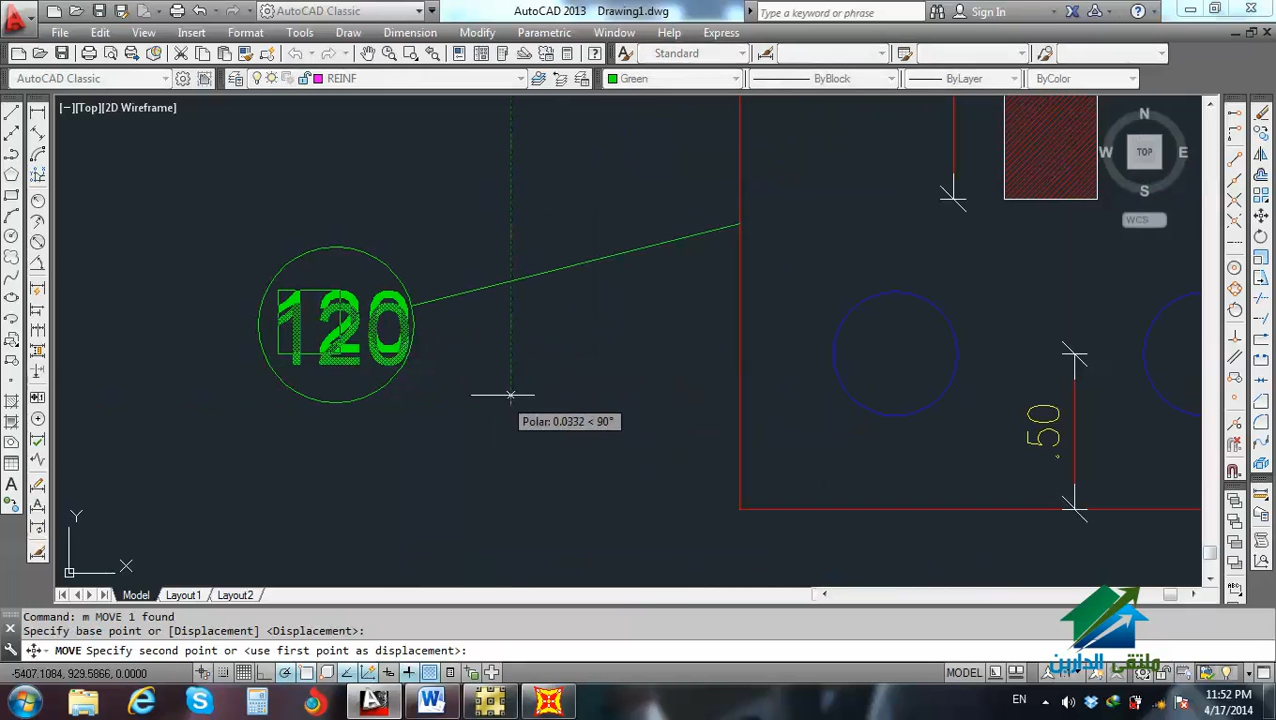 AutoCAD Classic
AutoCAD 2013 Drawing1.dwg
Type a keyword or phrase
Sign In
File Edit View Insert Format Tools Draw Dimension Modify Parametric Window Help Express
Standard
AutoCAD Classic
REINF
Green
ByBlock
ByLayer
ByColor
[−][Top][2D Wireframe]
N
W TOP E
S
WCS
120
Polar: 0.0332 < 90°
.50
Y
X
Model Layout1 Layout2
Command: m MOVE 1 found
Specify base point or [Displacement] <Displacement>:
MOVE Specify second point or <use first point as displacement>:
-5407.1084, 929.5866, 0.0000
MODEL
ملتقى الدارين
EN
11:52 PM
4/17/2014